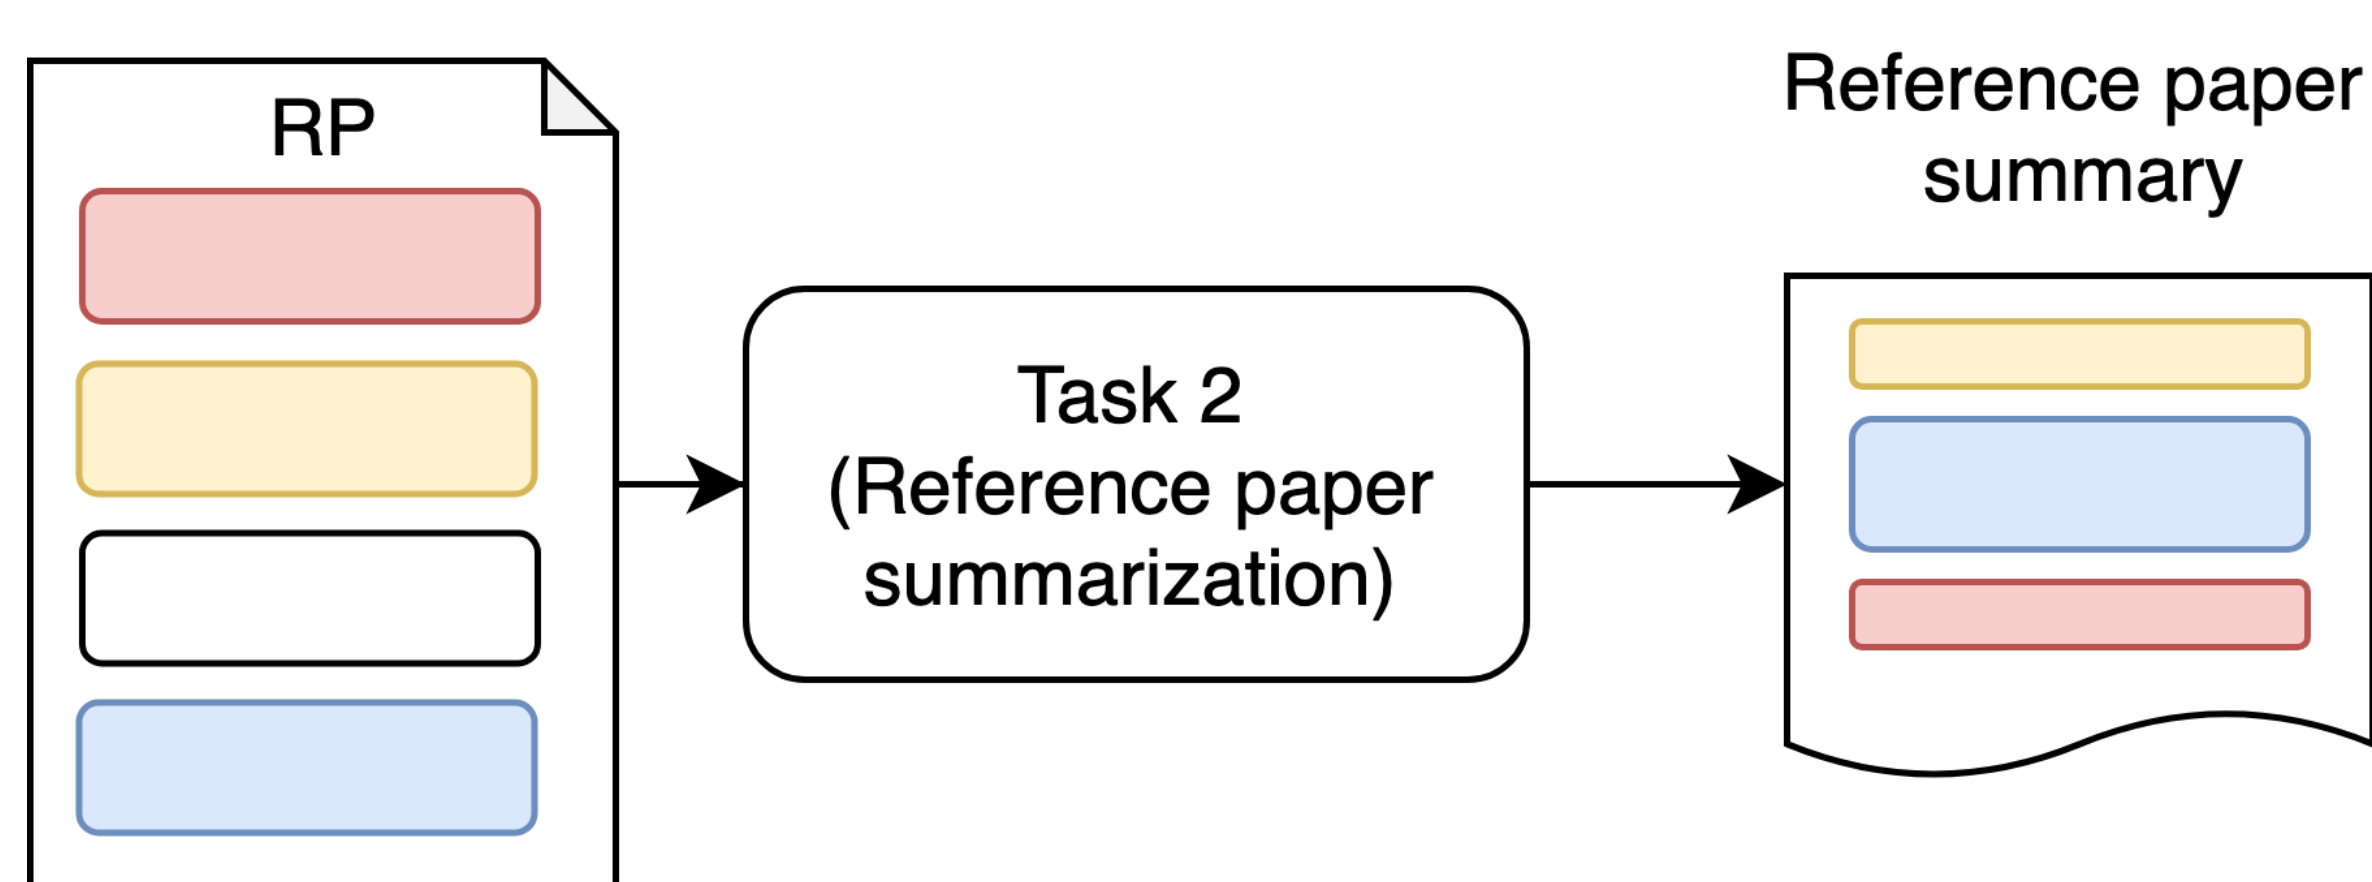 RP
Task 2
(Reference paper
summarization)
Reference paper
summary